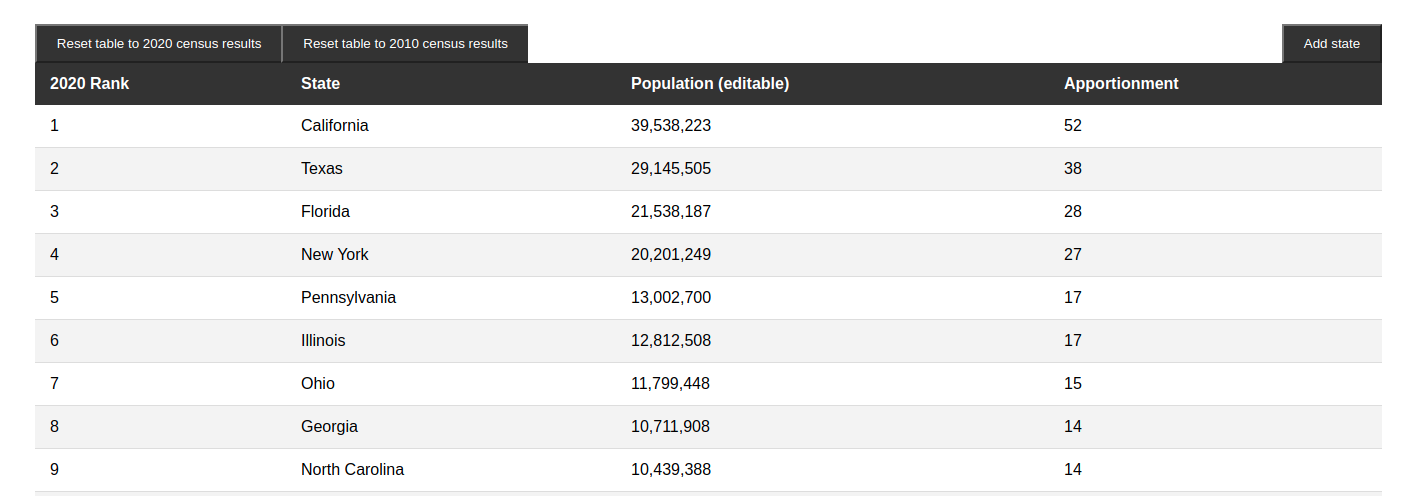 Reset table to 2020 census results Reset table to 2010 census results Add state
2020 Rank State Population (editable) Apportionment
1 California 39,538,223 52
2 Texas 29,145,505 38
3 Florida 21,538,187 28
4 New York 20,201,249 27
5 Pennsylvania 13,002,700 17
6 Illinois 12,812,508 17
7 Ohio 11,799,448 15
8 Georgia 10,711,908 14
9 North Carolina 10,439,388 14